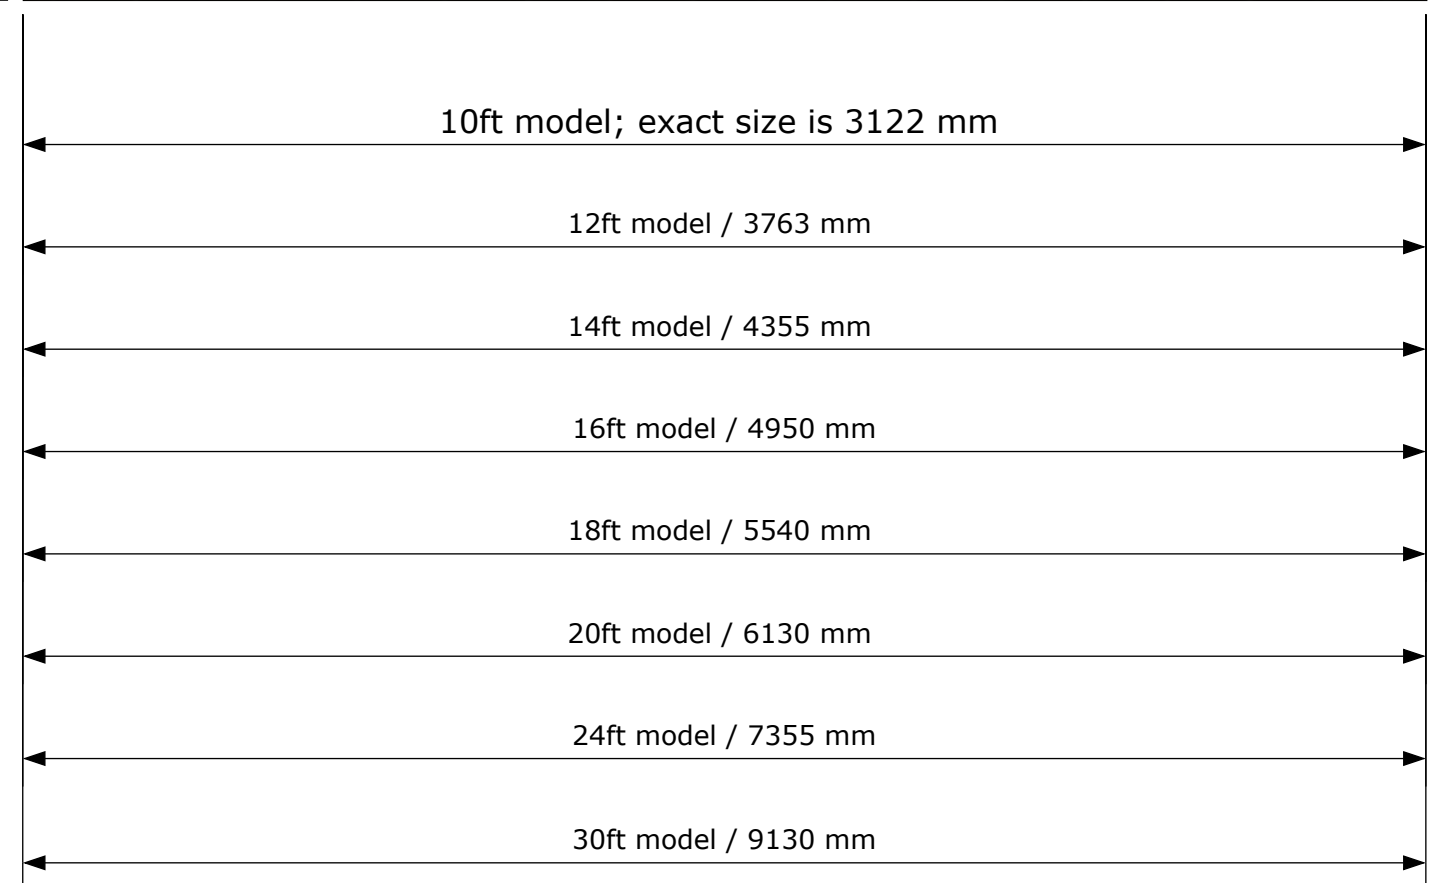 10ft model; exact size is 3122 mm
12ft model / 3763 mm
14ft model / 4355 mm
16ft model / 4950 mm
18ft model / 5540 mm
20ft model / 6130 mm
24ft model / 7355 mm
30ft model / 9130 mm